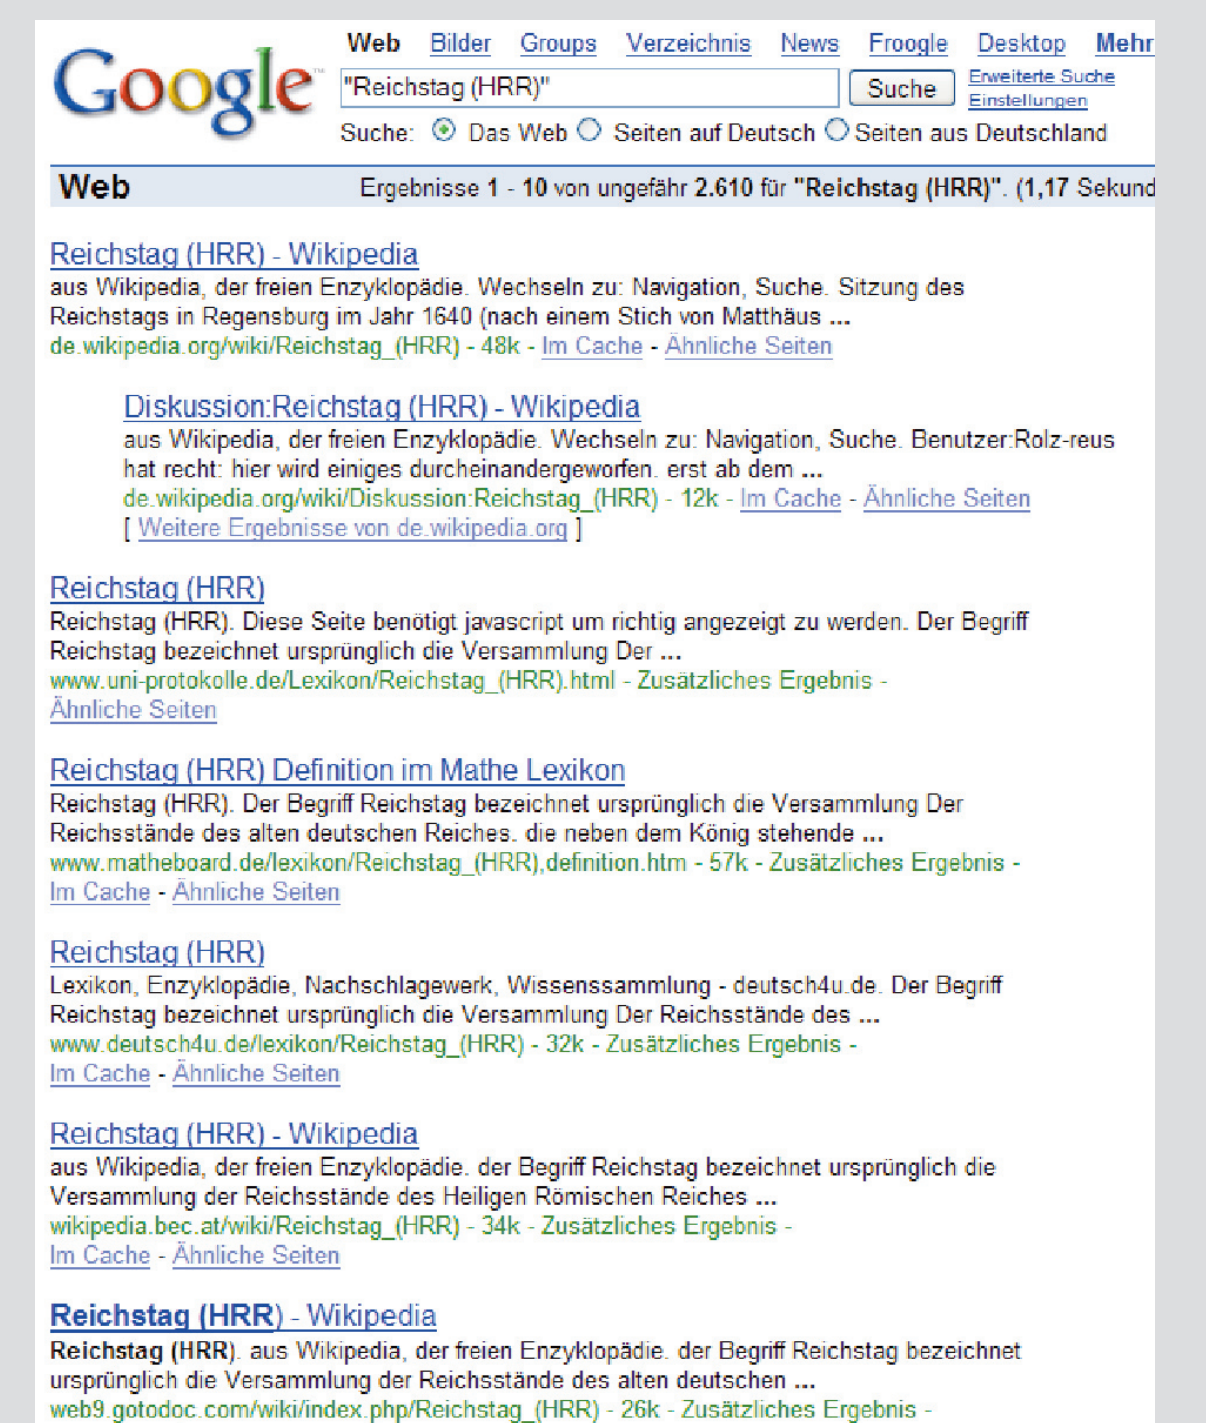 Google™
Web Bilder Groups Verzeichnis News Froogle Desktop Mehr
"Reichstag (HRR)" Suche Erweiterte Suche
Einstellungen
Suche: Das Web Seiten auf Deutsch Seiten aus Deutschland
Web Ergebnisse 1 - 10 von ungefähr 2.610 für "Reichstag (HRR)". (1,17 Sekund
Reichstag (HRR) - Wikipedia
aus Wikipedia, der freien Enzyklopädie. Wechseln zu: Navigation, Suche. Sitzung des
Reichstags in Regensburg im Jahr 1640 (nach einem Stich von Matthäus ...
de.wikipedia.org/wiki/Reichstag_(HRR) - 48k - Im Cache - Ähnliche Seiten
Diskussion:Reichstag (HRR) - Wikipedia
aus Wikipedia, der freien Enzyklopädie. Wechseln zu: Navigation, Suche. Benutzer:Rolz-reus
hat recht: hier wird einiges durcheinandergeworfen. erst ab dem ...
de.wikipedia.org/wiki/Diskussion:Reichstag_(HRR) - 12k - Im Cache - Ähnliche Seiten
[ Weitere Ergebnisse von de.wikipedia.org ]
Reichstag (HRR)
Reichstag (HRR). Diese Seite benötigt javascript um richtig angezeigt zu werden. Der Begriff
Reichstag bezeichnet ursprünglich die Versammlung Der ...
www.uni-protokolle.de/Lexikon/Reichstag_(HRR).html - Zusätzliches Ergebnis -
Ähnliche Seiten
Reichstag (HRR) Definition im Mathe Lexikon
Reichstag (HRR). Der Begriff Reichstag bezeichnet ursprünglich die Versammlung Der
Reichsstände des alten deutschen Reiches. die neben dem König stehende ...
www.matheboard.de/lexikon/Reichstag_(HRR),definition.htm - 57k - Zusätzliches Ergebnis -
Im Cache - Ähnliche Seiten
Reichstag (HRR)
Lexikon, Enzyklopädie, Nachschlagewerk, Wissenssammlung - deutsch4u.de. Der Begriff
Reichstag bezeichnet ursprünglich die Versammlung Der Reichsstände des ...
www.deutsch4u.de/lexikon/Reichstag_(HRR) - 32k - Zusätzliches Ergebnis -
Im Cache - Ähnliche Seiten
Reichstag (HRR) - Wikipedia
aus Wikipedia, der freien Enzyklopädie. der Begriff Reichstag bezeichnet ursprünglich die
Versammlung der Reichsstände des Heiligen Römischen Reiches ...
wikipedia.bec.at/wiki/Reichstag_(HRR) - 34k - Zusätzliches Ergebnis -
Im Cache - Ähnliche Seiten
Reichstag (HRR) - Wikipedia
Reichstag (HRR). aus Wikipedia, der freien Enzyklopädie. der Begriff Reichstag bezeichnet
ursprünglich die Versammlung der Reichsstände des alten deutschen ...
web9.gotodoc.com/wiki/index.php/Reichstag_(HRR) - 26k - Zusätzliches Ergebnis -